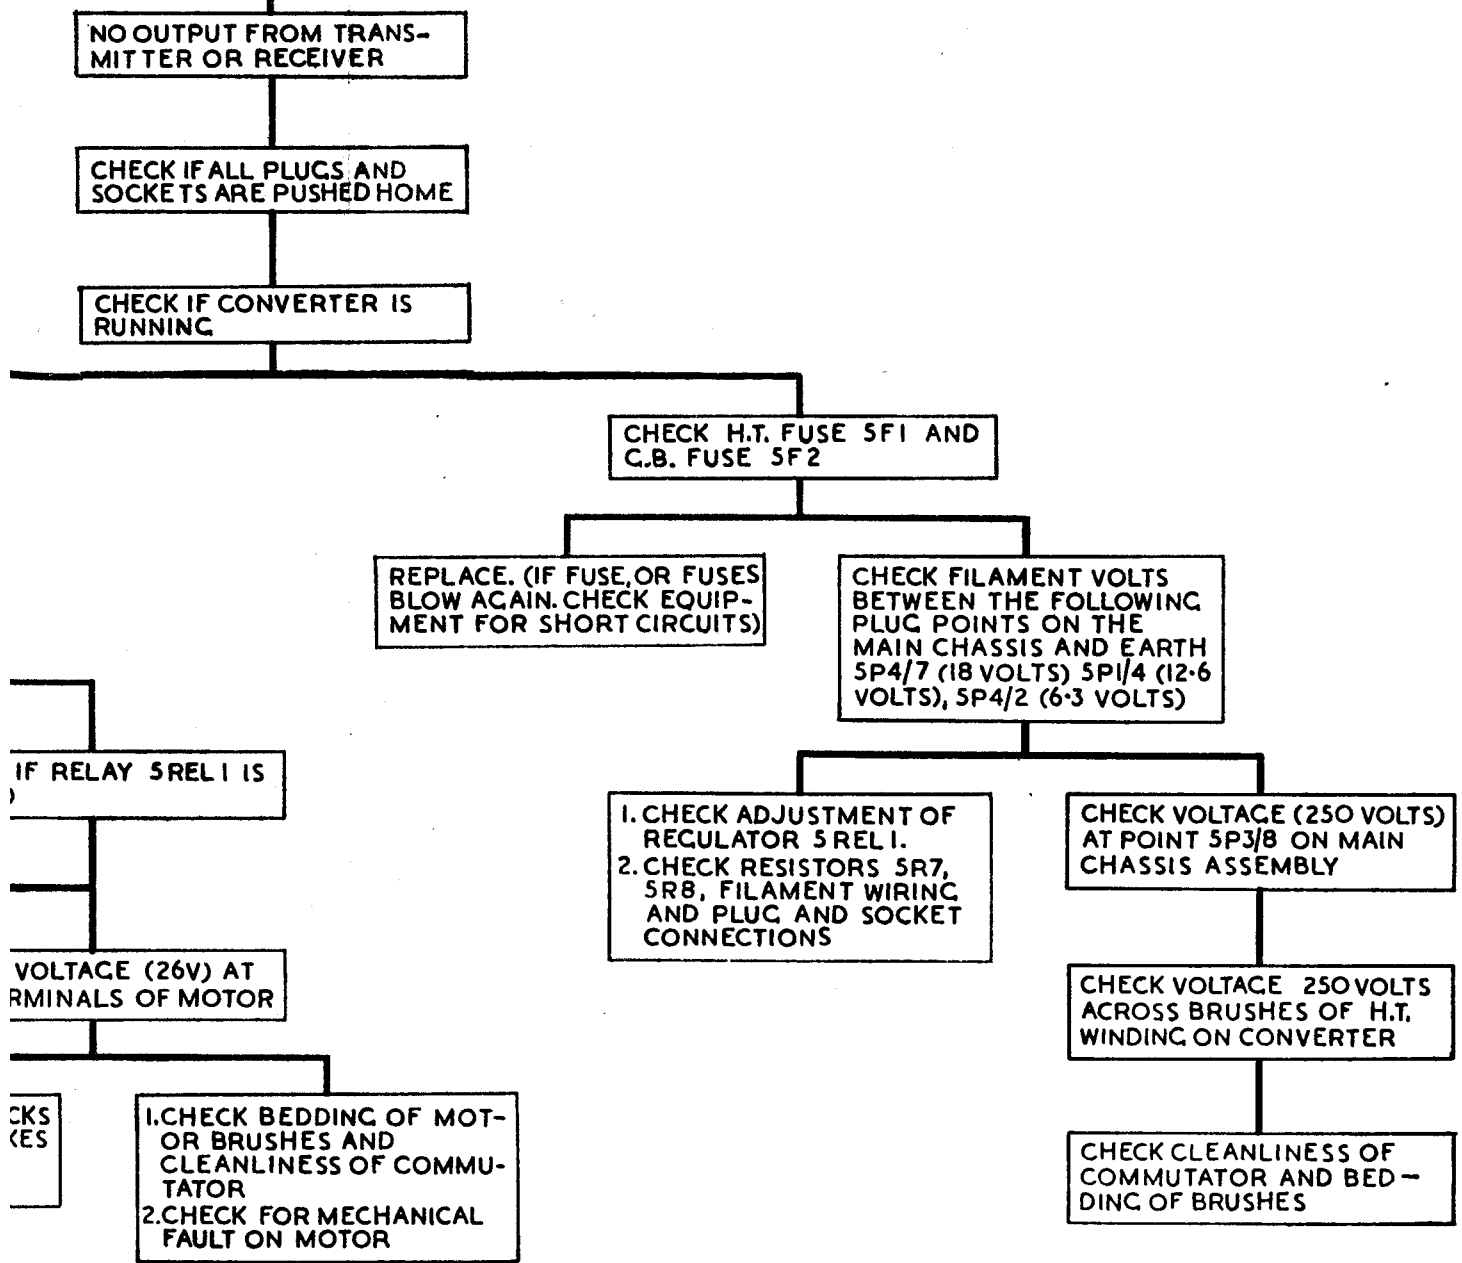 NO OUTPUT FROM TRANS-
MITTER OR RECEIVER
CHECK IF ALL PLUGS AND
SOCKETS ARE PUSHED HOME
CHECK IF CONVERTER IS
RUNNING
CHECK H.T. FUSE 5F1 AND
G.B. FUSE 5F2
REPLACE. (IF FUSE, OR FUSES
BLOW AGAIN. CHECK EQUIP-
MENT FOR SHORT CIRCUITS)
CHECK FILAMENT VOLTS
BETWEEN THE FOLLOWING
PLUG POINTS ON THE
MAIN CHASSIS AND EARTH
5P4/7 (18 VOLTS) 5P1/4 (12·6
VOLTS), 5P4/2 (6·3 VOLTS)
IF RELAY 5REL1 IS
)
1. CHECK ADJUSTMENT OF
REGULATOR 5REL1.
2. CHECK RESISTORS 5R7,
5R8, FILAMENT WIRING
AND PLUG AND SOCKET
CONNECTIONS
CHECK VOLTAGE (250 VOLTS)
AT POINT 5P3/8 ON MAIN
CHASSIS ASSEMBLY
VOLTAGE (26V) AT
RMINALS OF MOTOR
CHECK VOLTAGE 250 VOLTS
ACROSS BRUSHES OF H.T.
WINDING ON CONVERTER
CKS
KES
1. CHECK BEDDING OF MOT-
OR BRUSHES AND
CLEANLINESS OF COMMU-
TATOR
2. CHECK FOR MECHANICAL
FAULT ON MOTOR
CHECK CLEANLINESS OF
COMMUTATOR AND BED-
DING OF BRUSHES